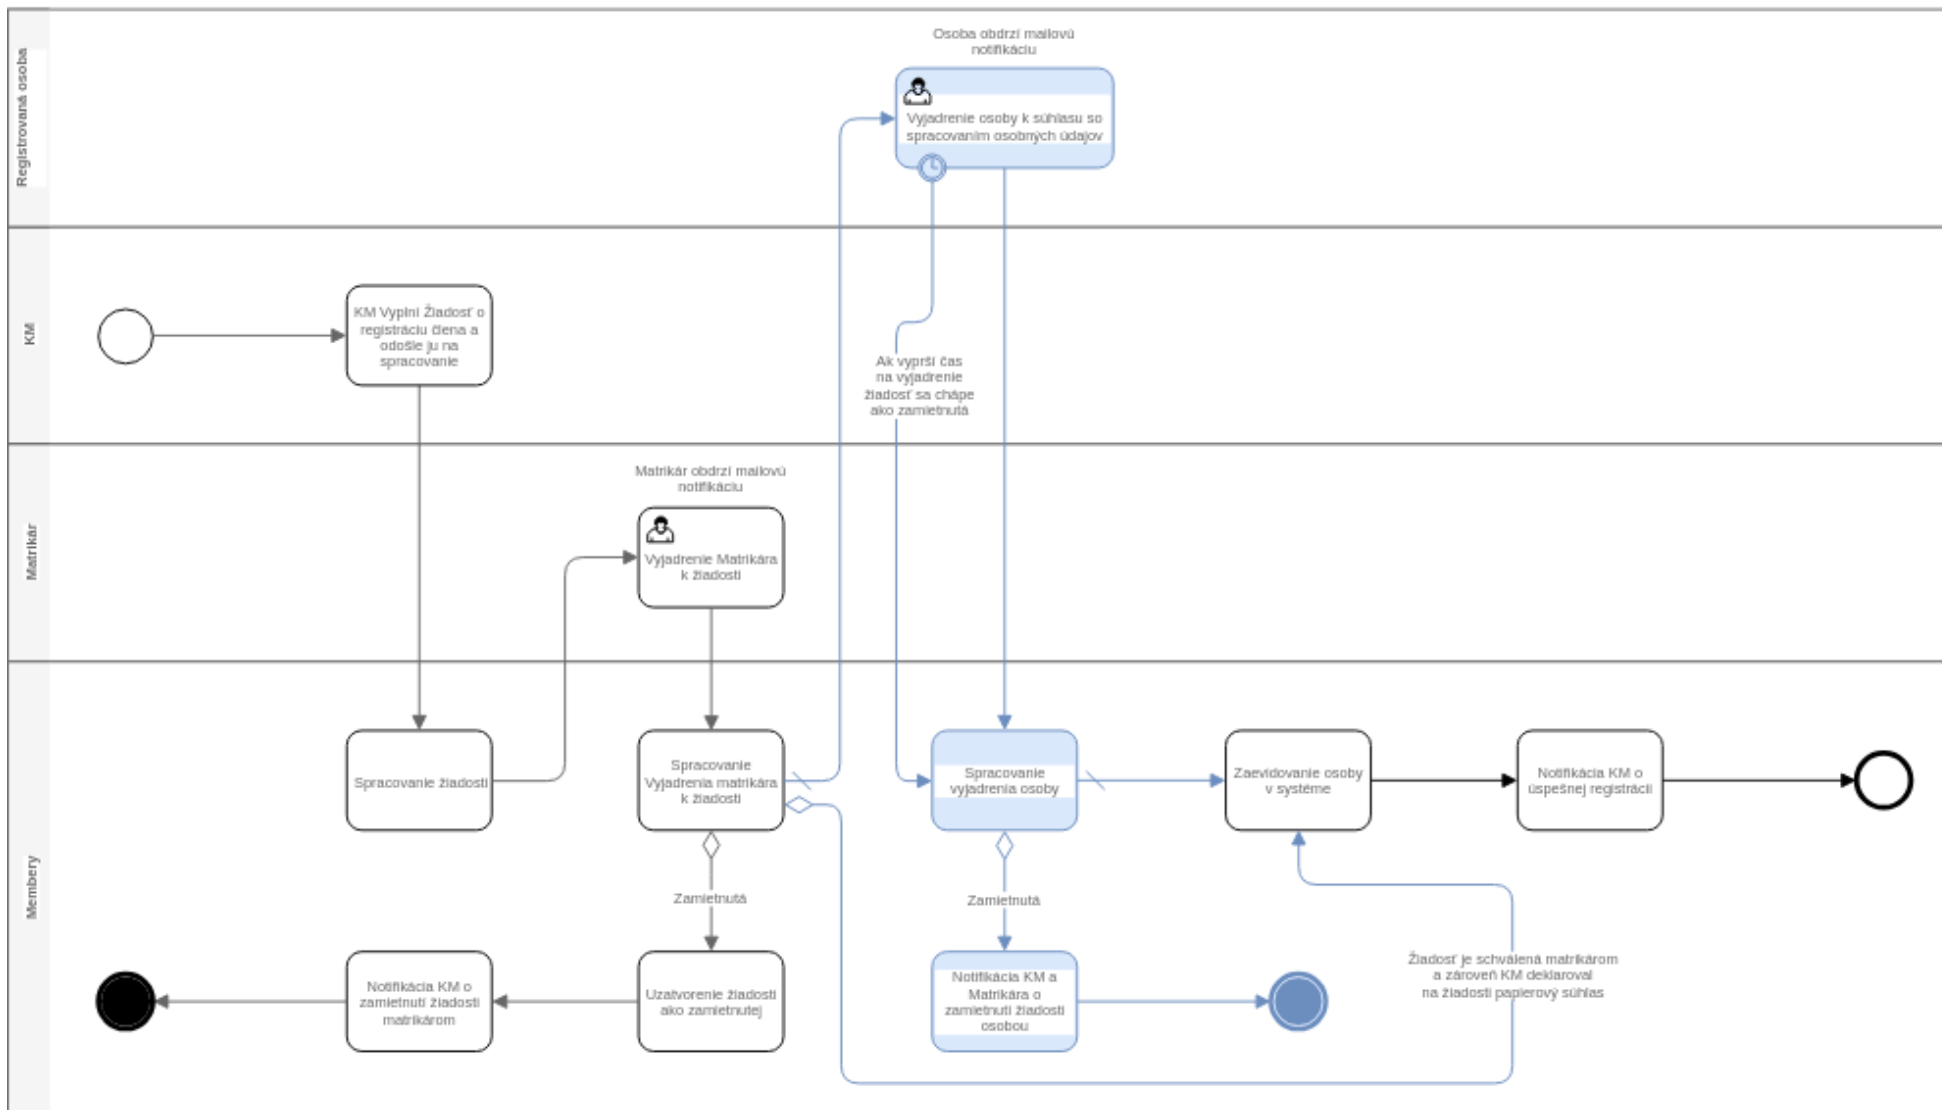 Registrovaná osoba
Osoba obdrží mailovú
notifikáciu
Vyjadrenie osoby k súhlasu so
spracovaním osobných údajov
KM
KM Vyplní Žiadosť o
registráciu člena a
odošle ju na
spracovanie
Ak vyprší čas
na vyjadrenie
žiadosť sa chápe
ako zamietnutá
Matrikár
Matrikár obdrží mailovú
notifikáciu
Vyjadrenie Matrikára
k žiadosti
Membery
Spracovanie žiadosti
Spracovanie
Vyjadrenia matrikára
k žiadosti
Spracovanie
vyjadrenia osoby
Zaevidovanie osoby
v systéme
Notifikácia KM o
úspešnej registrácii
Zamietnutá
Zamietnutá
Notifikácia KM o
zamietnutí žiadosti
matrikárom
Uzatvorenie žiadosti
ako zamietnutej
Notifikácia KM a
Matrikára o
zamietnutí žiadosti
osobou
Žiadosť je schválená matrikárom
a zároveň KM deklaroval
na žiadosti papierový súhlas